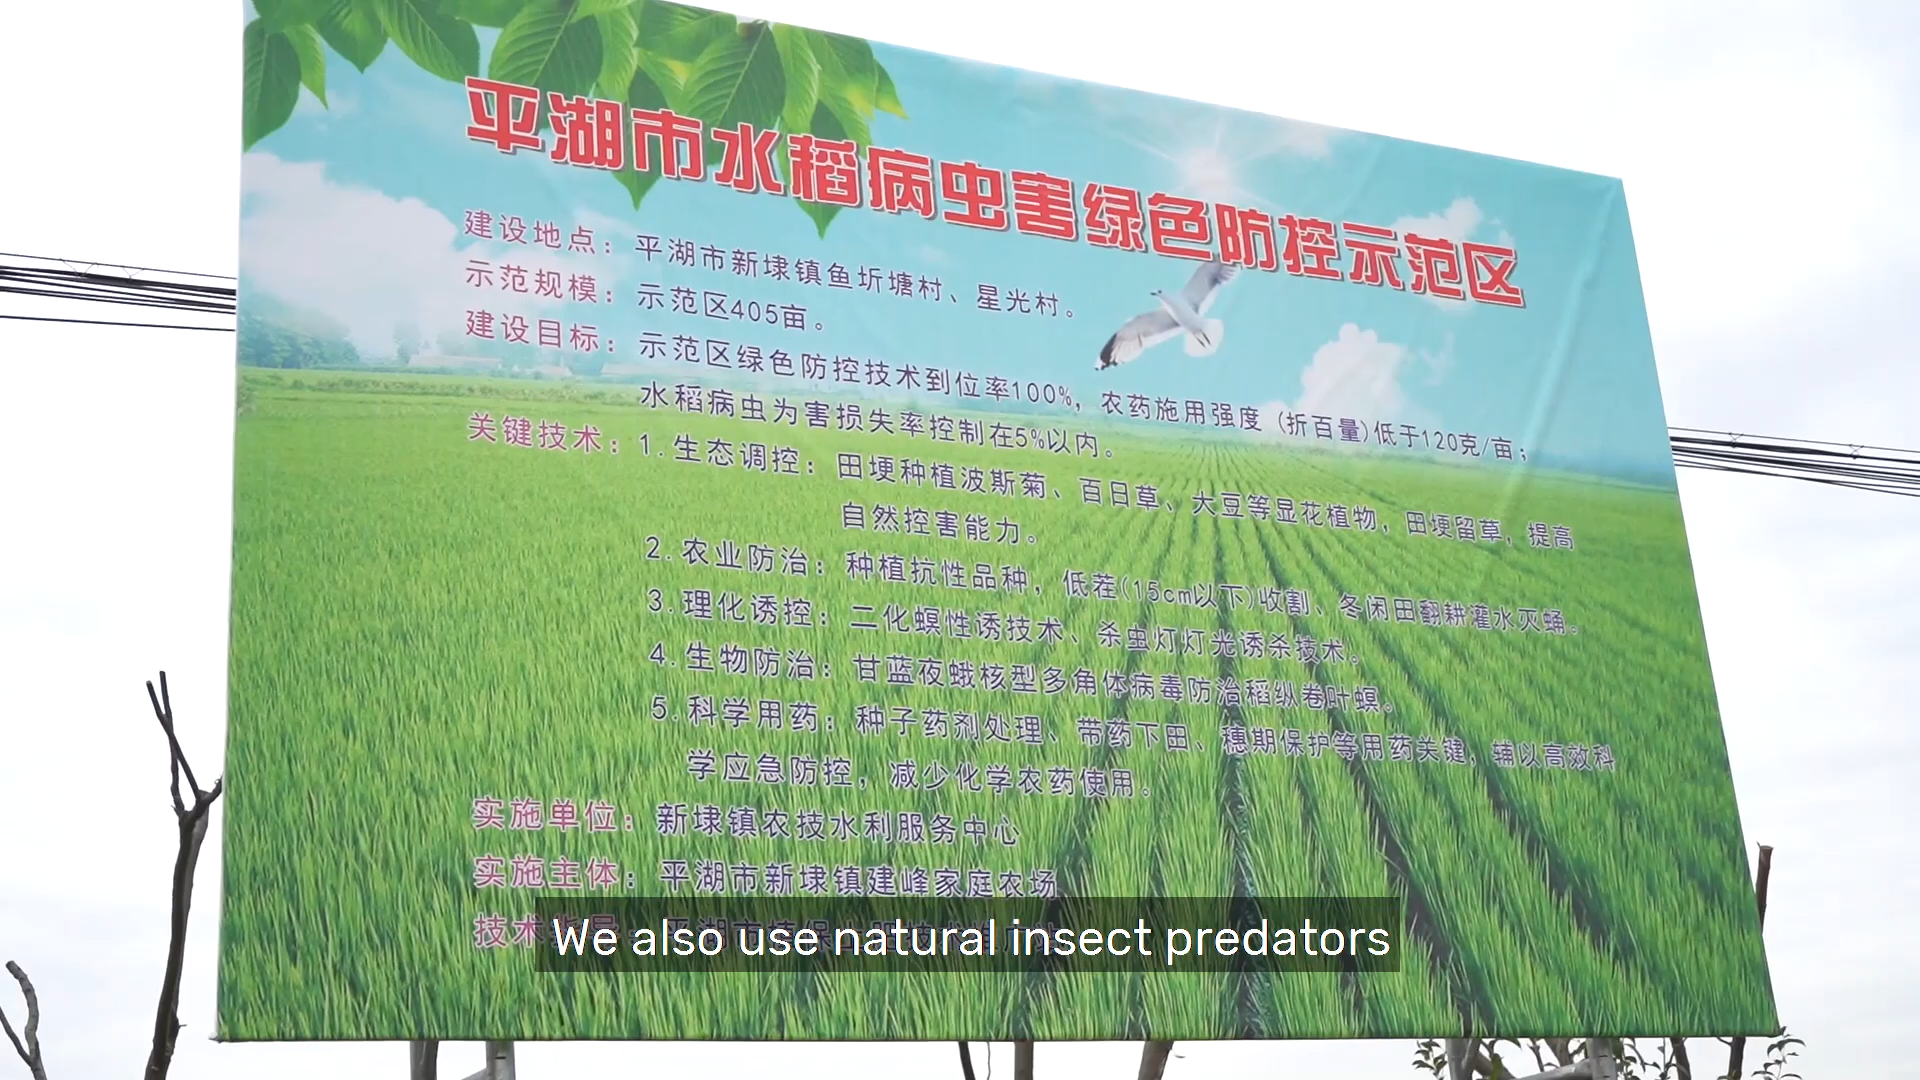 平湖市水稻病虫害绿色防控示范区
建设地点：平湖市新埭镇鱼圻塘村、星光村。
示范规模：示范区405亩。
建设目标：示范区绿色防控技术到位率100%，农药施用强度（折百量）低于120克/亩；
水稻病虫为害损失率控制在5%以内。
关键技术：1.生态调控：田埂种植波斯菊、百日草、大豆等显花植物，田埂留草，提高
自然控害能力。
2.农业防治：种植抗性品种，低茬(15cm以下)收割、冬闲田翻耕灌水灭蛹。
3.理化诱控：二化螟性诱技术、杀虫灯灯光诱杀技术。
4.生物防治：甘蓝夜蛾核型多角体病毒防治稻纵卷叶螟。
5.科学用药：种子药剂处理、带药下田、穗期保护等用药关键，辅以高效科
学应急防控，减少化学农药使用。
实施单位：新埭镇农技水利服务中心
实施主体：平湖市新埭镇建峰家庭农场
技术
We also use natural insect predators